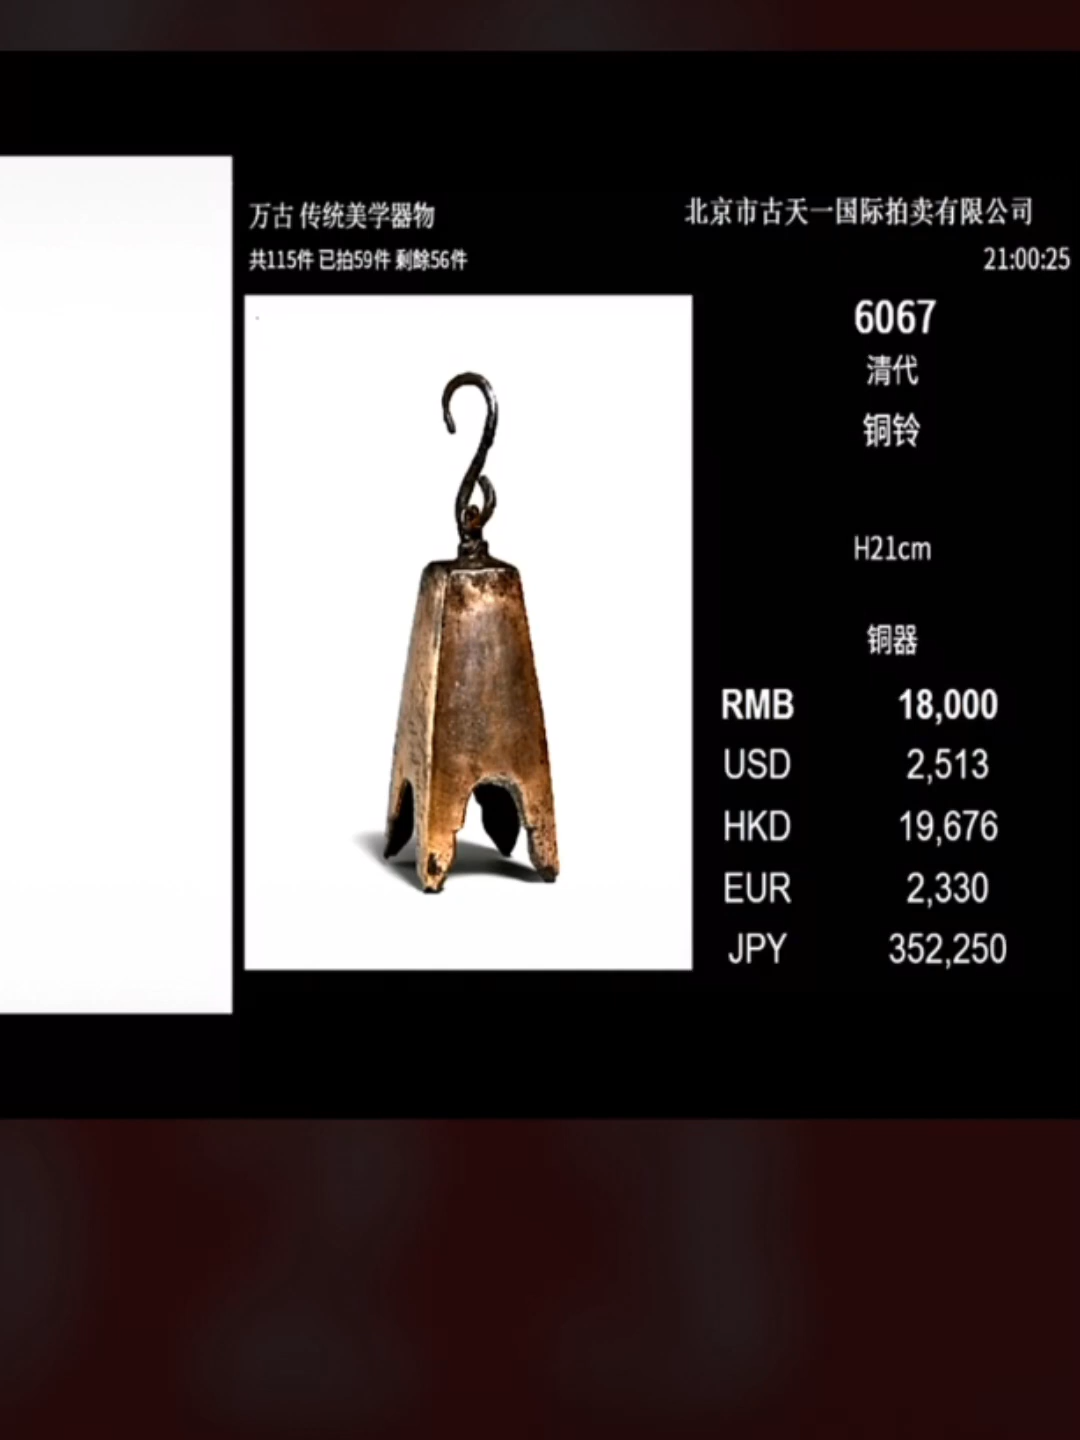 万古 传统美学器物
北京市古天一国际拍卖有限公司
共115件 已拍59件 剩餘56件
21:00:25
6067
清代
铜铃
H21cm
铜器
RMB 18,000
USD 2,513
HKD 19,676
EUR 2,330
JPY 352,250